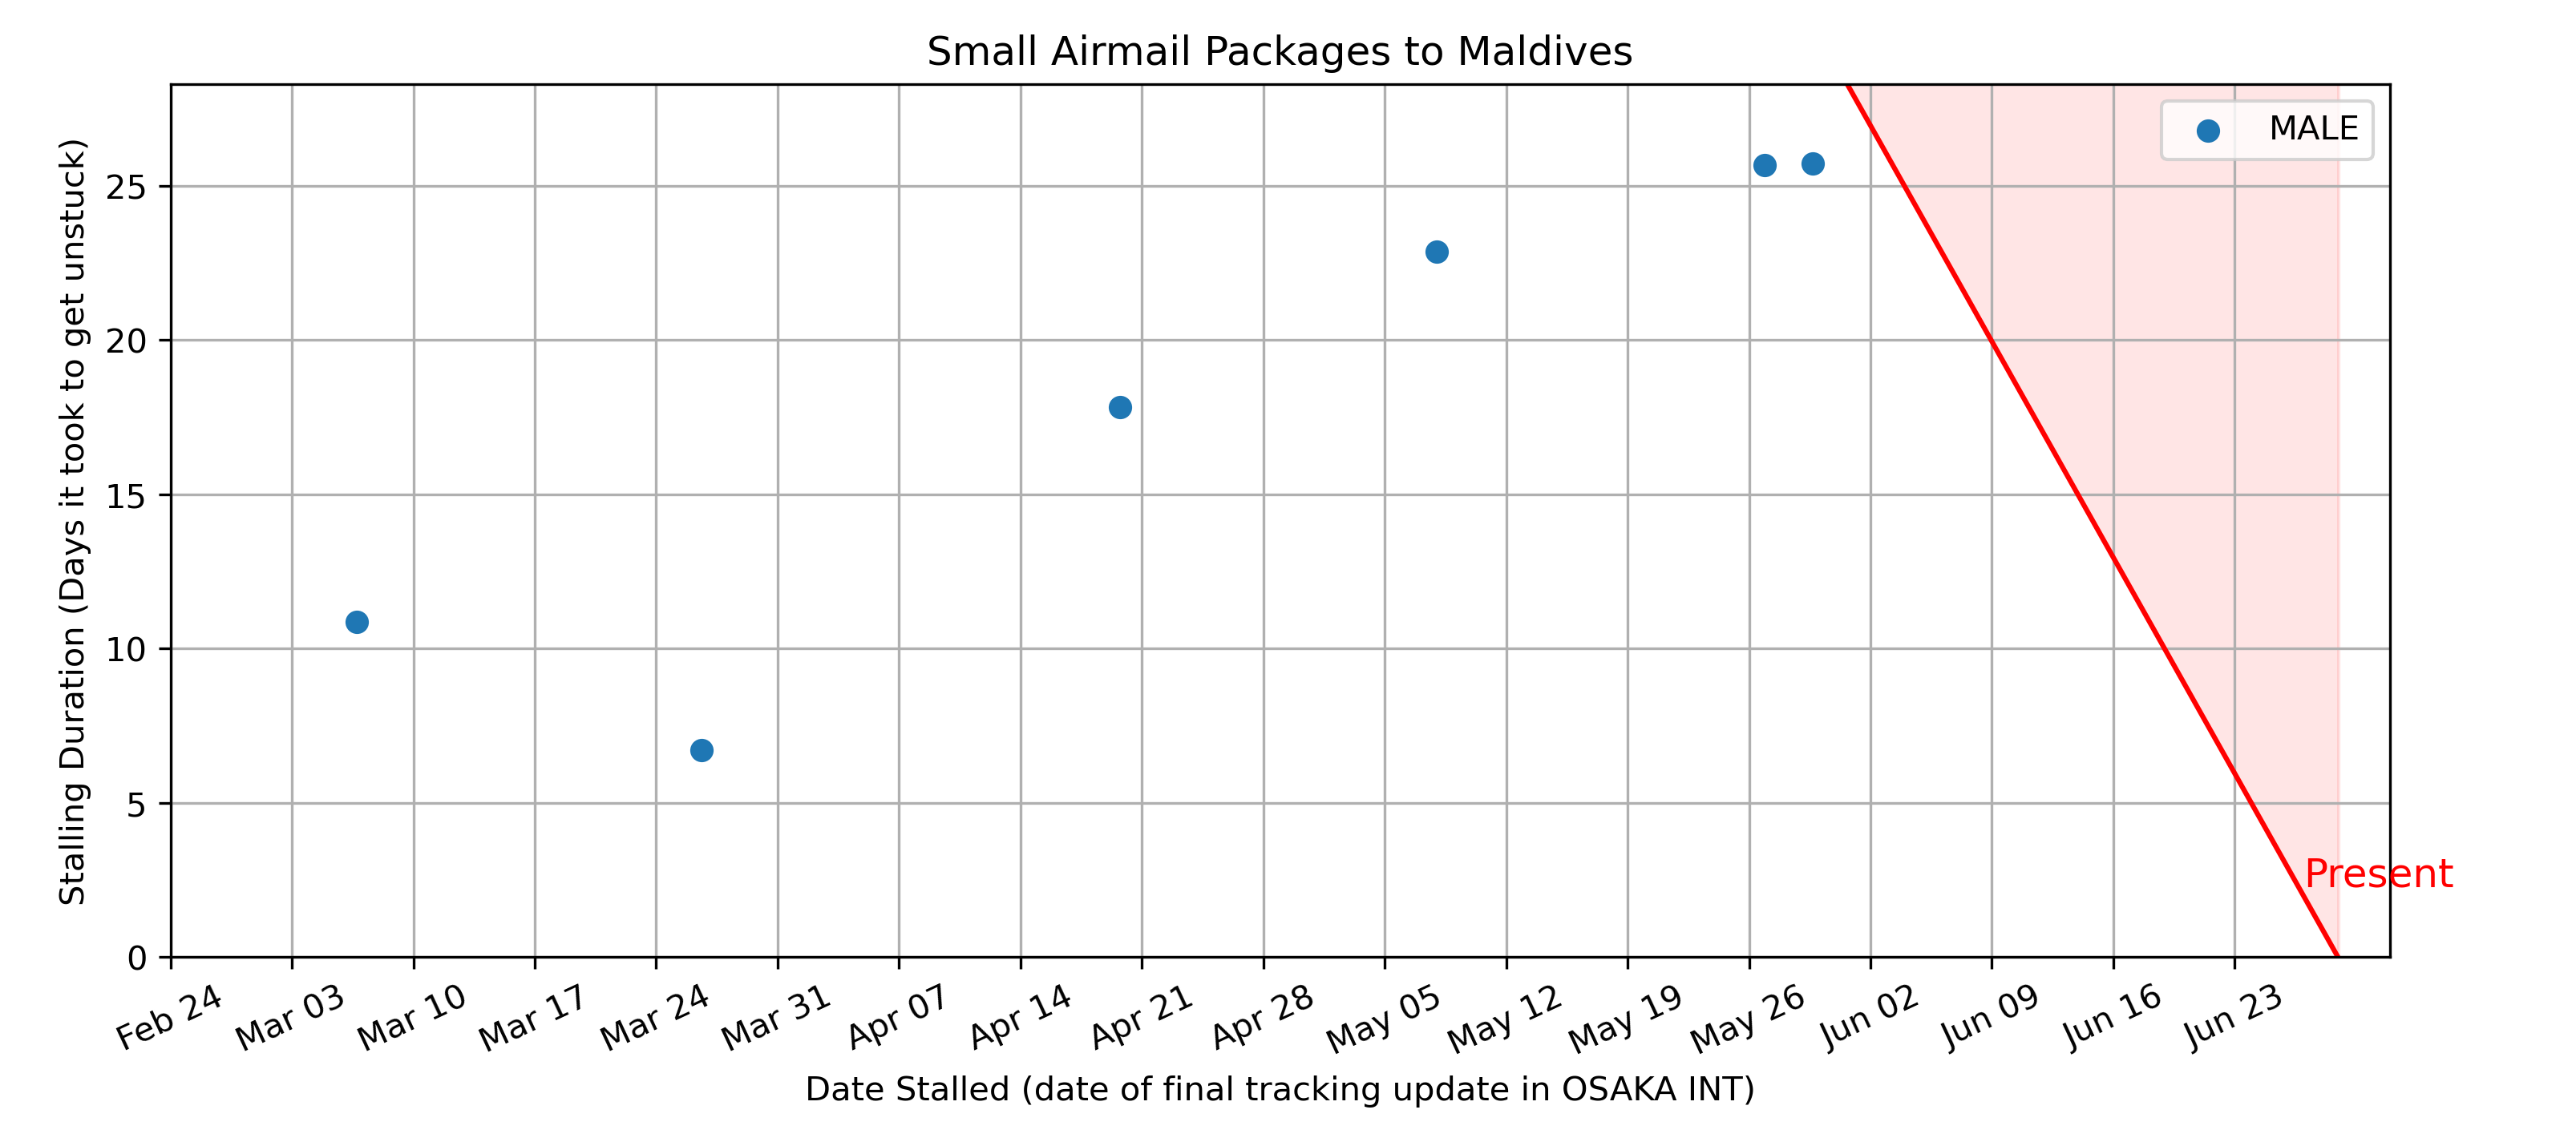 Small Airmail Packages to Maldives
MALE
Stalling Duration (Days it took to get unstuck)
25
20
15
10
5
0
Present
Feb 24
Mar 03
Mar 10
Mar 17
Mar 24
Mar 31
Apr 07
Apr 14
Apr 21
Apr 28
May 05
May 12
May 19
May 26
Jun 02
Jun 09
Jun 16
Jun 23
Date Stalled (date of final tracking update in OSAKA INT)